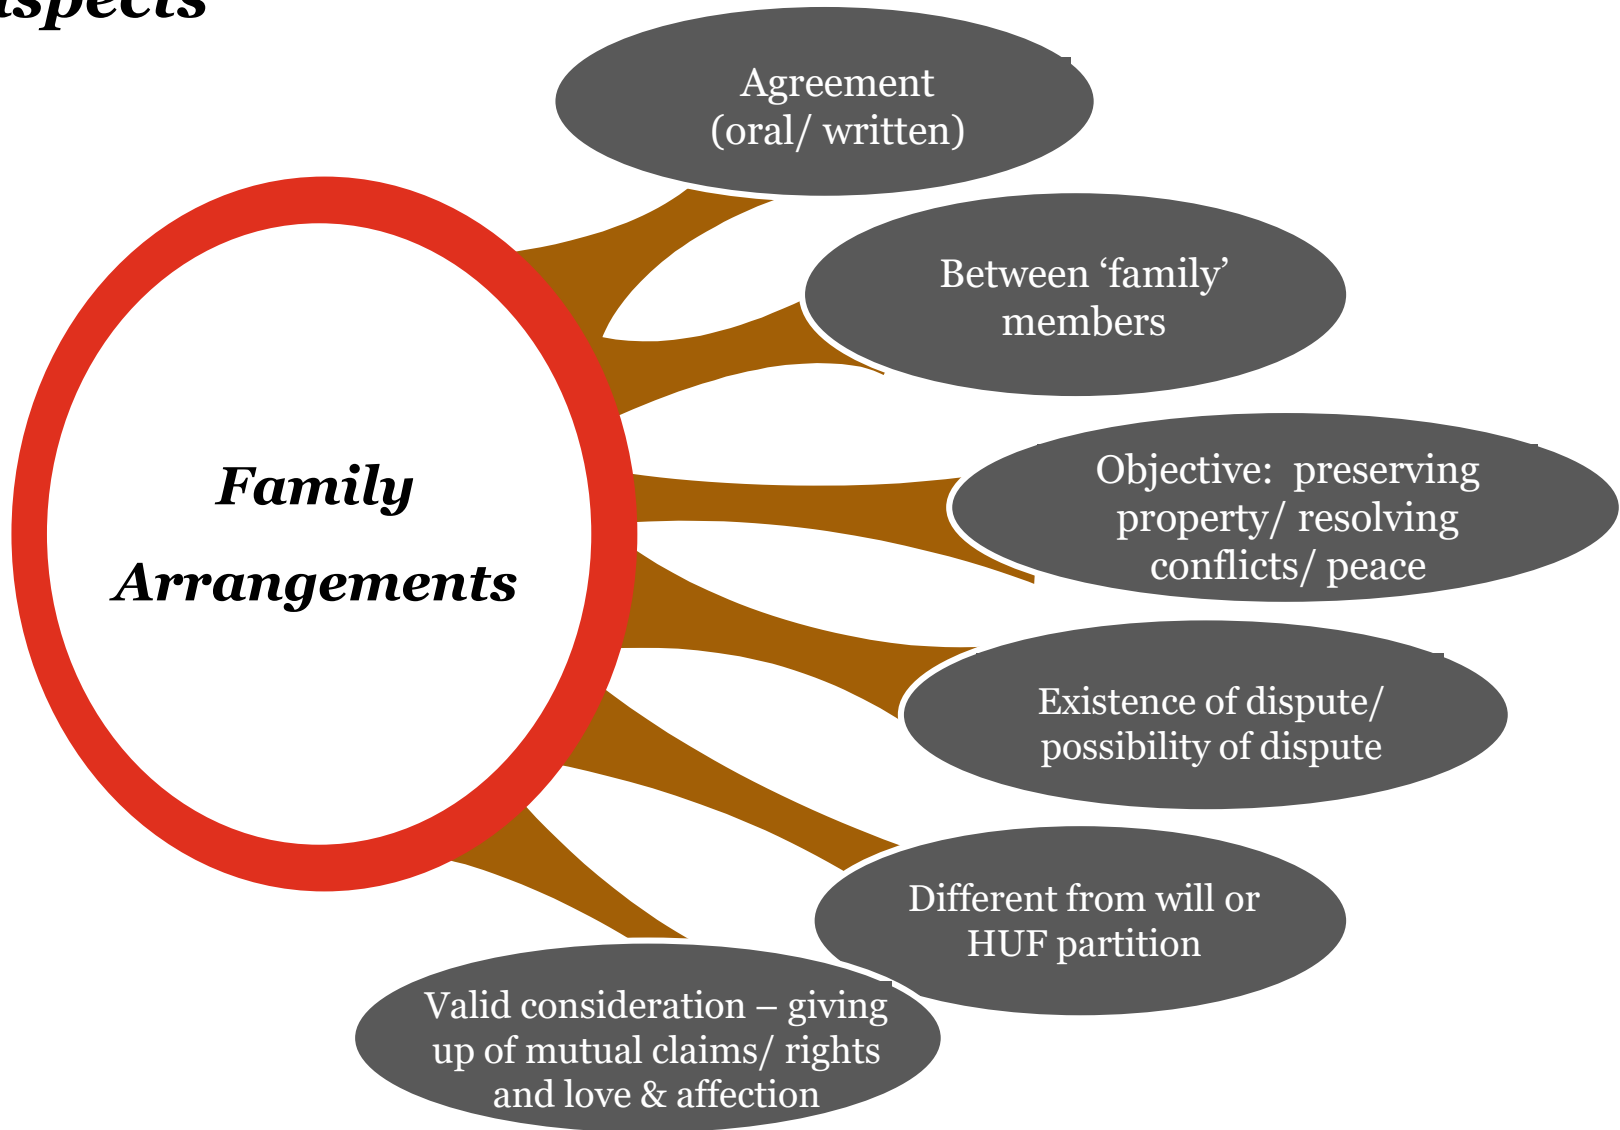 Agreement
(oral/ written)
Between ‘family’
members
Family
Arrangements
Objective:  preserving
property/ resolving
conflicts/ peace
Existence of dispute/
possibility of dispute
Different from will or
HUF partition
Valid consideration – giving
up of mutual claims/ rights
and love & affection